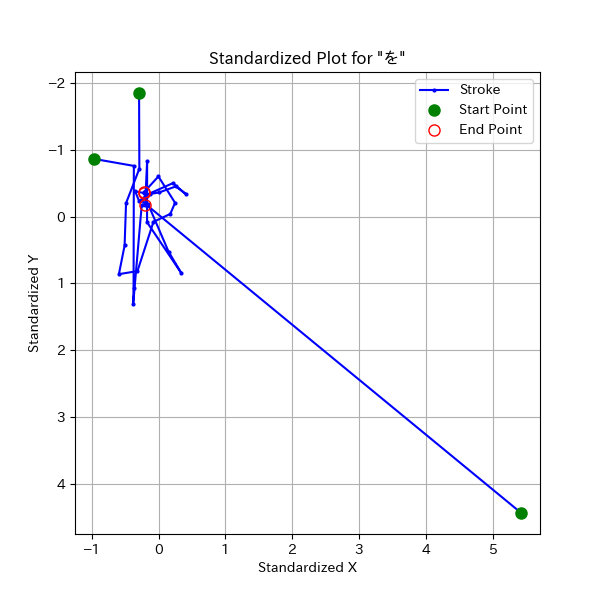 Standardized Plot for "を"
Stroke
Start Point
End Point
−2
−1
0
1
2
3
4
Standardized Y
−1 0 1 2 3 4 5
Standardized X